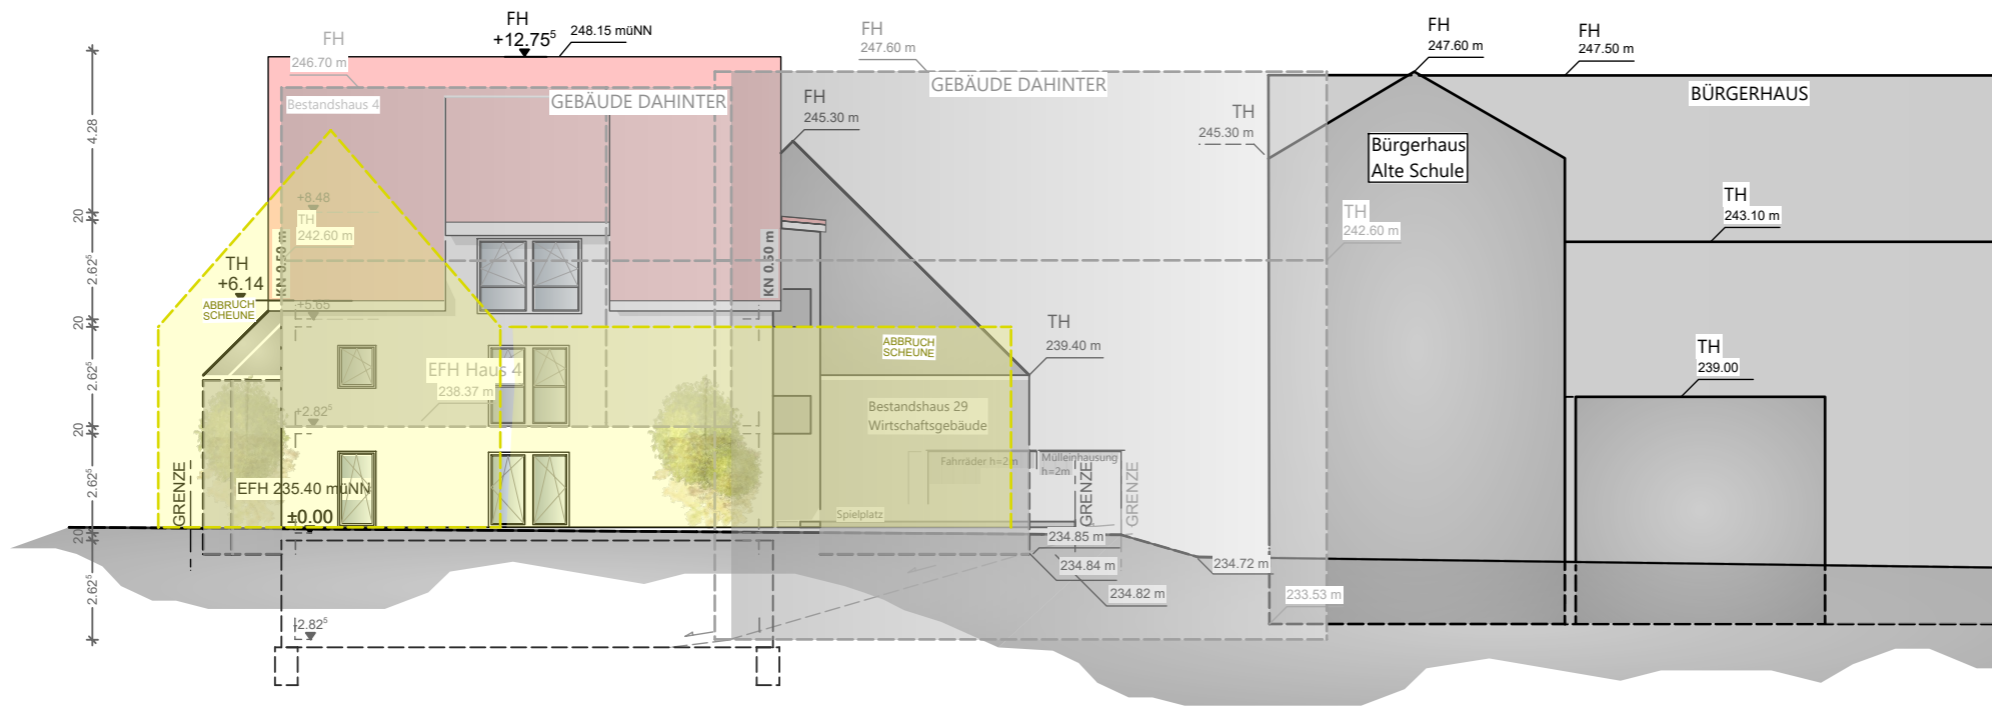 FH
+12.75⁵
248.15 müNN
FH
246.70 m
Bestandshaus 4
GEBÄUDE DAHINTER
FH
247.60 m
GEBÄUDE DAHINTER
FH
245.30 m
TH
245.30 m
FH
247.60 m
FH
247.50 m
BÜRGERHAUS
Bürgerhaus
Alte Schule
TH
243.10 m
TH
242.60 m
TH
239.00
TH
239.40 m
+8.48
TH
242.60 m
KN 0.50 m
KN 0.50 m
TH
+6.14
ABBRUCH
SCHEUNE
+5.65
ABBRUCH
SCHEUNE
EFH Haus 4
238.37 m
+2.82⁵
Bestandshaus 29
Wirtschaftsgebäude
Fahrräder h=2m
Mülleinhausung
h=2m
GRENZE
GRENZE
GRENZE
EFH 235.40 müNN
±0.00
Spielplatz
234.85 m
234.84 m
234.82 m
234.72 m
233.53 m
-2.82⁵
4.28
20
2.62⁵
20
2.62⁵
20
2.62⁵
20
2.62⁵